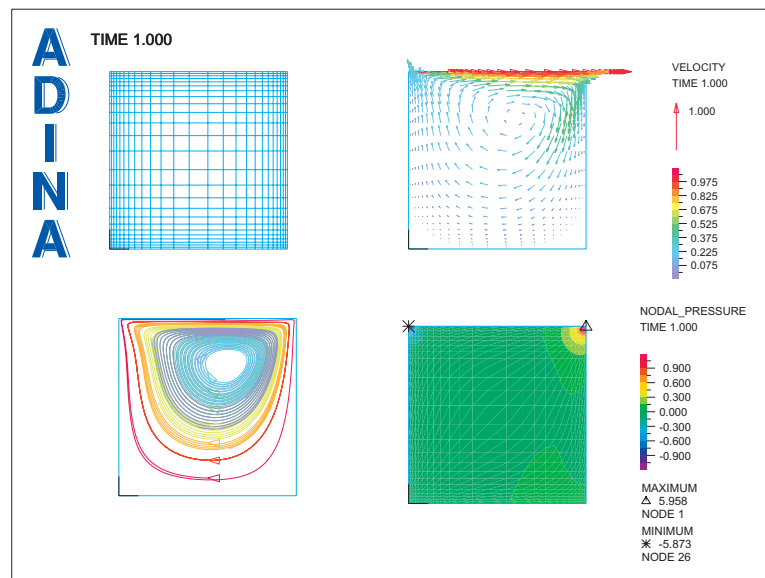 ADINA
TIME 1.000
VELOCITY
TIME 1.000
1.000
0.975
0.825
0.675
0.525
0.375
0.225
0.075
NODAL_PRESSURE
TIME 1.000
0.900
0.600
0.300
0.000
-0.300
-0.600
-0.900
MAXIMUM
5.958
NODE 1
MINIMUM
-5.873
NODE 26